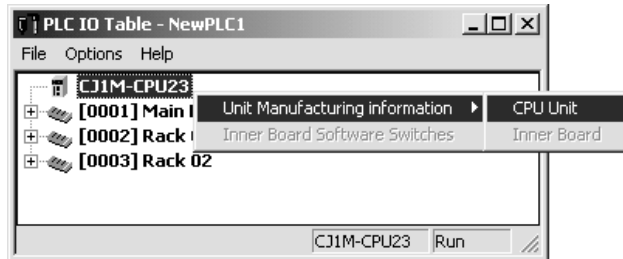 PLC IO Table - NewPLC1
File Options Help
CJ1M-CPU23
[0001] Main
Unit Manufacturing information CPU Unit
[0002] Rack
Inner Board Software Switches Inner Board
[0003] Rack 02
CJ1M-CPU23 Run